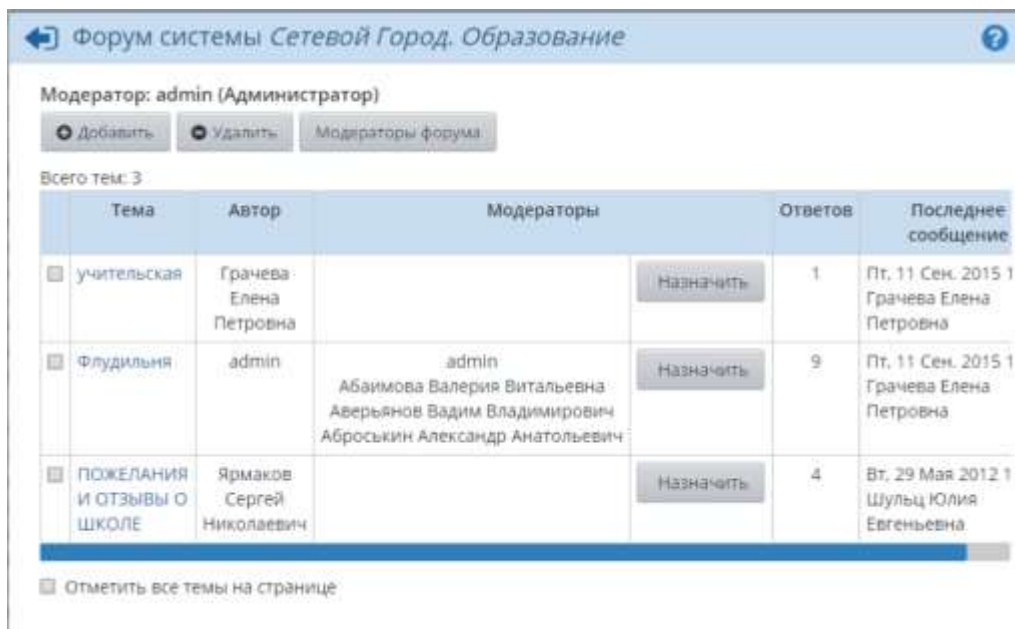 Форум системы Сетевой Город. Образование
Модератор: admin (Администратор)
Добавить Удалить Модераторы форума
Всего тем: 3
Тема Автор Модераторы Ответов Последнее
сообщение
учительская Грачева Назначить 1 Пт, 11 Сен. 2015 1
Елена Грачева Елена
Петровна Петровна
Флудильня admin admin Назначить 9 Пт, 11 Сен. 2015 1
Абаимова Валерия Витальевна Грачева Елена
Аверьянов Вадим Владимирович Петровна
Аброськин Александр Анатольевич
ПОЖЕЛАНИЯ Ярмаков Назначить 4 Вт, 29 Мая 2012 1
И ОТЗЫВЫ О Сергей Шульц Юлия
ШКОЛЕ Николаевич Евгеньевна
Отметить все темы на странице